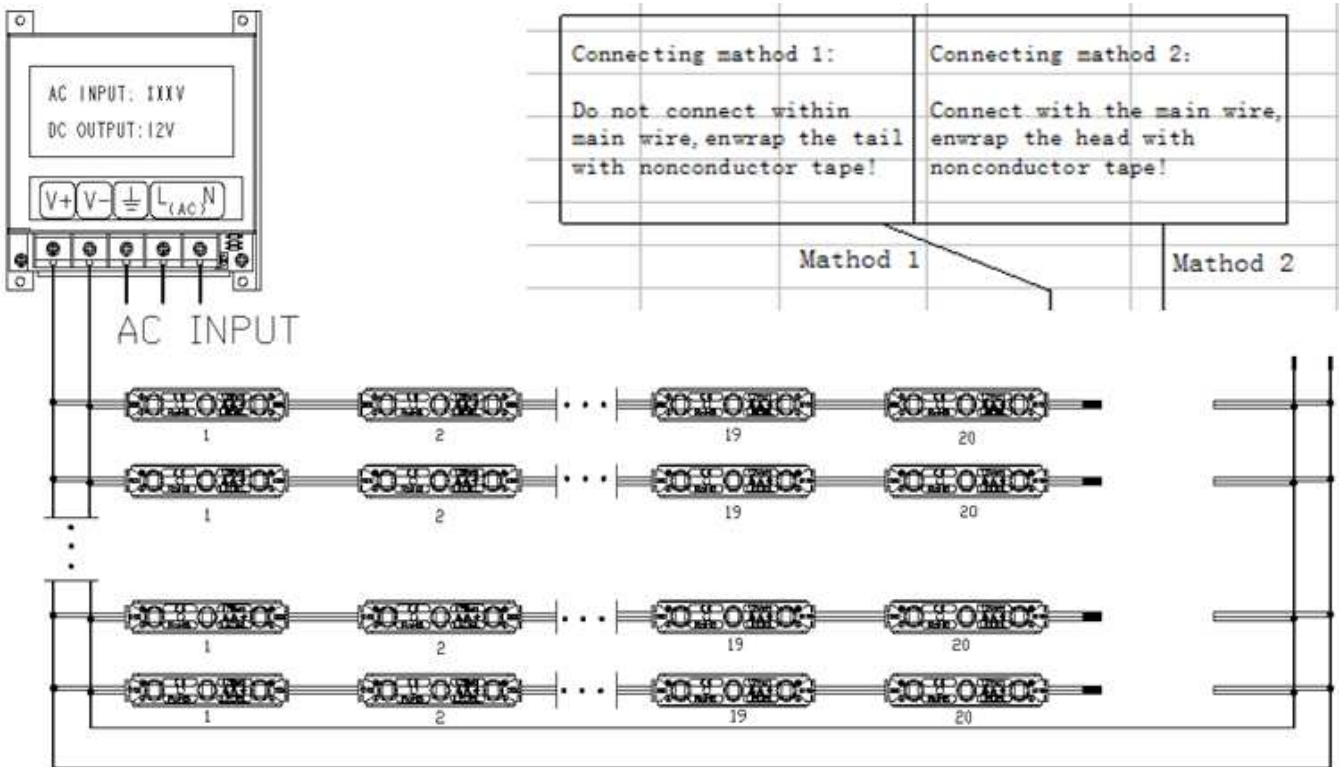 AC INPUT: 1XXV
DC OUTPUT:12V
V+ V- L(AC)N
AC INPUT
Connecting mathod 1:
Do not connect within
main wire,enwrap the tail
with nonconductor tape!
Connecting mathod 2:
Connect with the main wire,
enwrap the head with
nonconductor tape!
Mathod 1
Mathod 2
1 2 19 20
1 2 19 20
1 2 19 20
1 2 19 20